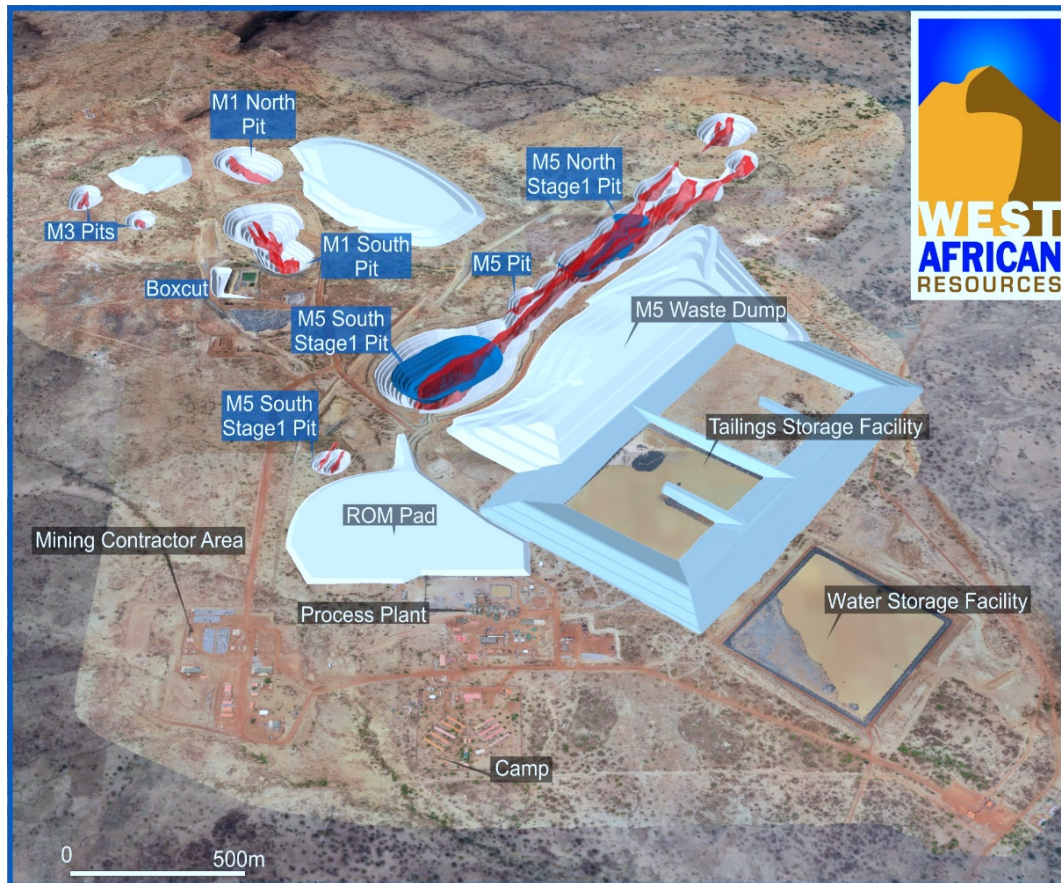 M1 North
Pit
M5 North
Stage1 Pit
WEST
AFRICAN
RESOURCES
M3 Pits
M1 South
Pit
M5 Pit
Boxcut
M5 South
Stage1 Pit
M5 Waste Dump
M5 South
Stage1 Pit
Tailings Storage Facility
ROM Pad
Mining Contractor Area
Process Plant
Water Storage Facility
Camp
0
500m